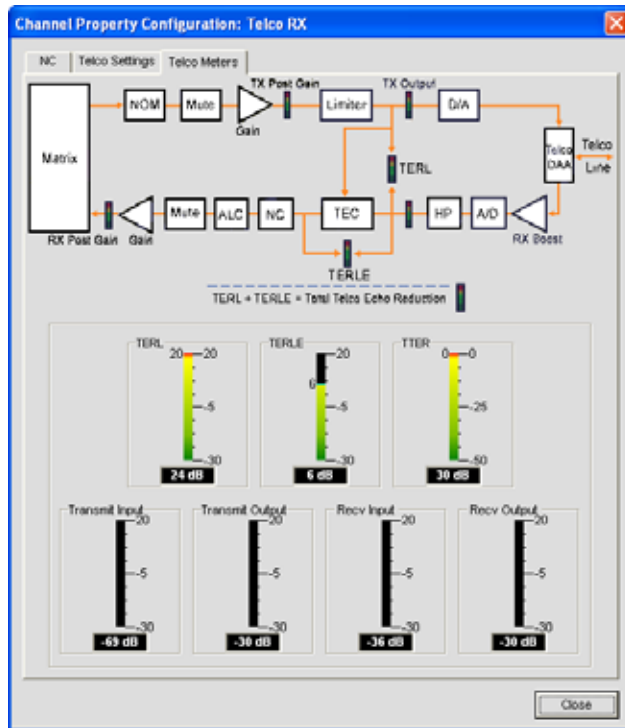 Channel Property Configuration: Telco RX
NC
Telco Settings
Telco Meters
TX Post Gain
TX Output
NOM
Mute
Limiter
D/A
Gain
Matrix
Telco
DAA
Telco
Line
TERL
Mute
ALC
NC
TEC
HP
A/D
RX Post Gain
Gain
RX Boost
TERLE
TERL + TERLE = Total Telco Echo Reduction
TERL
TERLE
TTER
20
20
20
0
0
6
-5
-5
-25
-30
-30
-50
24 dB
6 dB
30 dB
Transmit Input
Transmit Output
Recv Input
Recv Output
20
20
20
20
-5
-5
-5
-5
-30
-30
-30
-30
-69 dB
-30 dB
-36 dB
-30 dB
Close